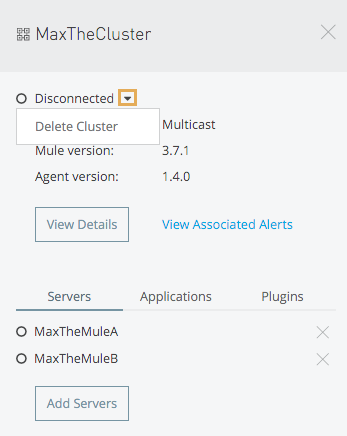 MaxTheCluster
Disconnected
Delete Cluster
Multicast
Mule version: 3.7.1
Agent version: 1.4.0
View Details View Associated Alerts
Servers Applications Plugins
MaxTheMuleA
MaxTheMuleB
Add Servers